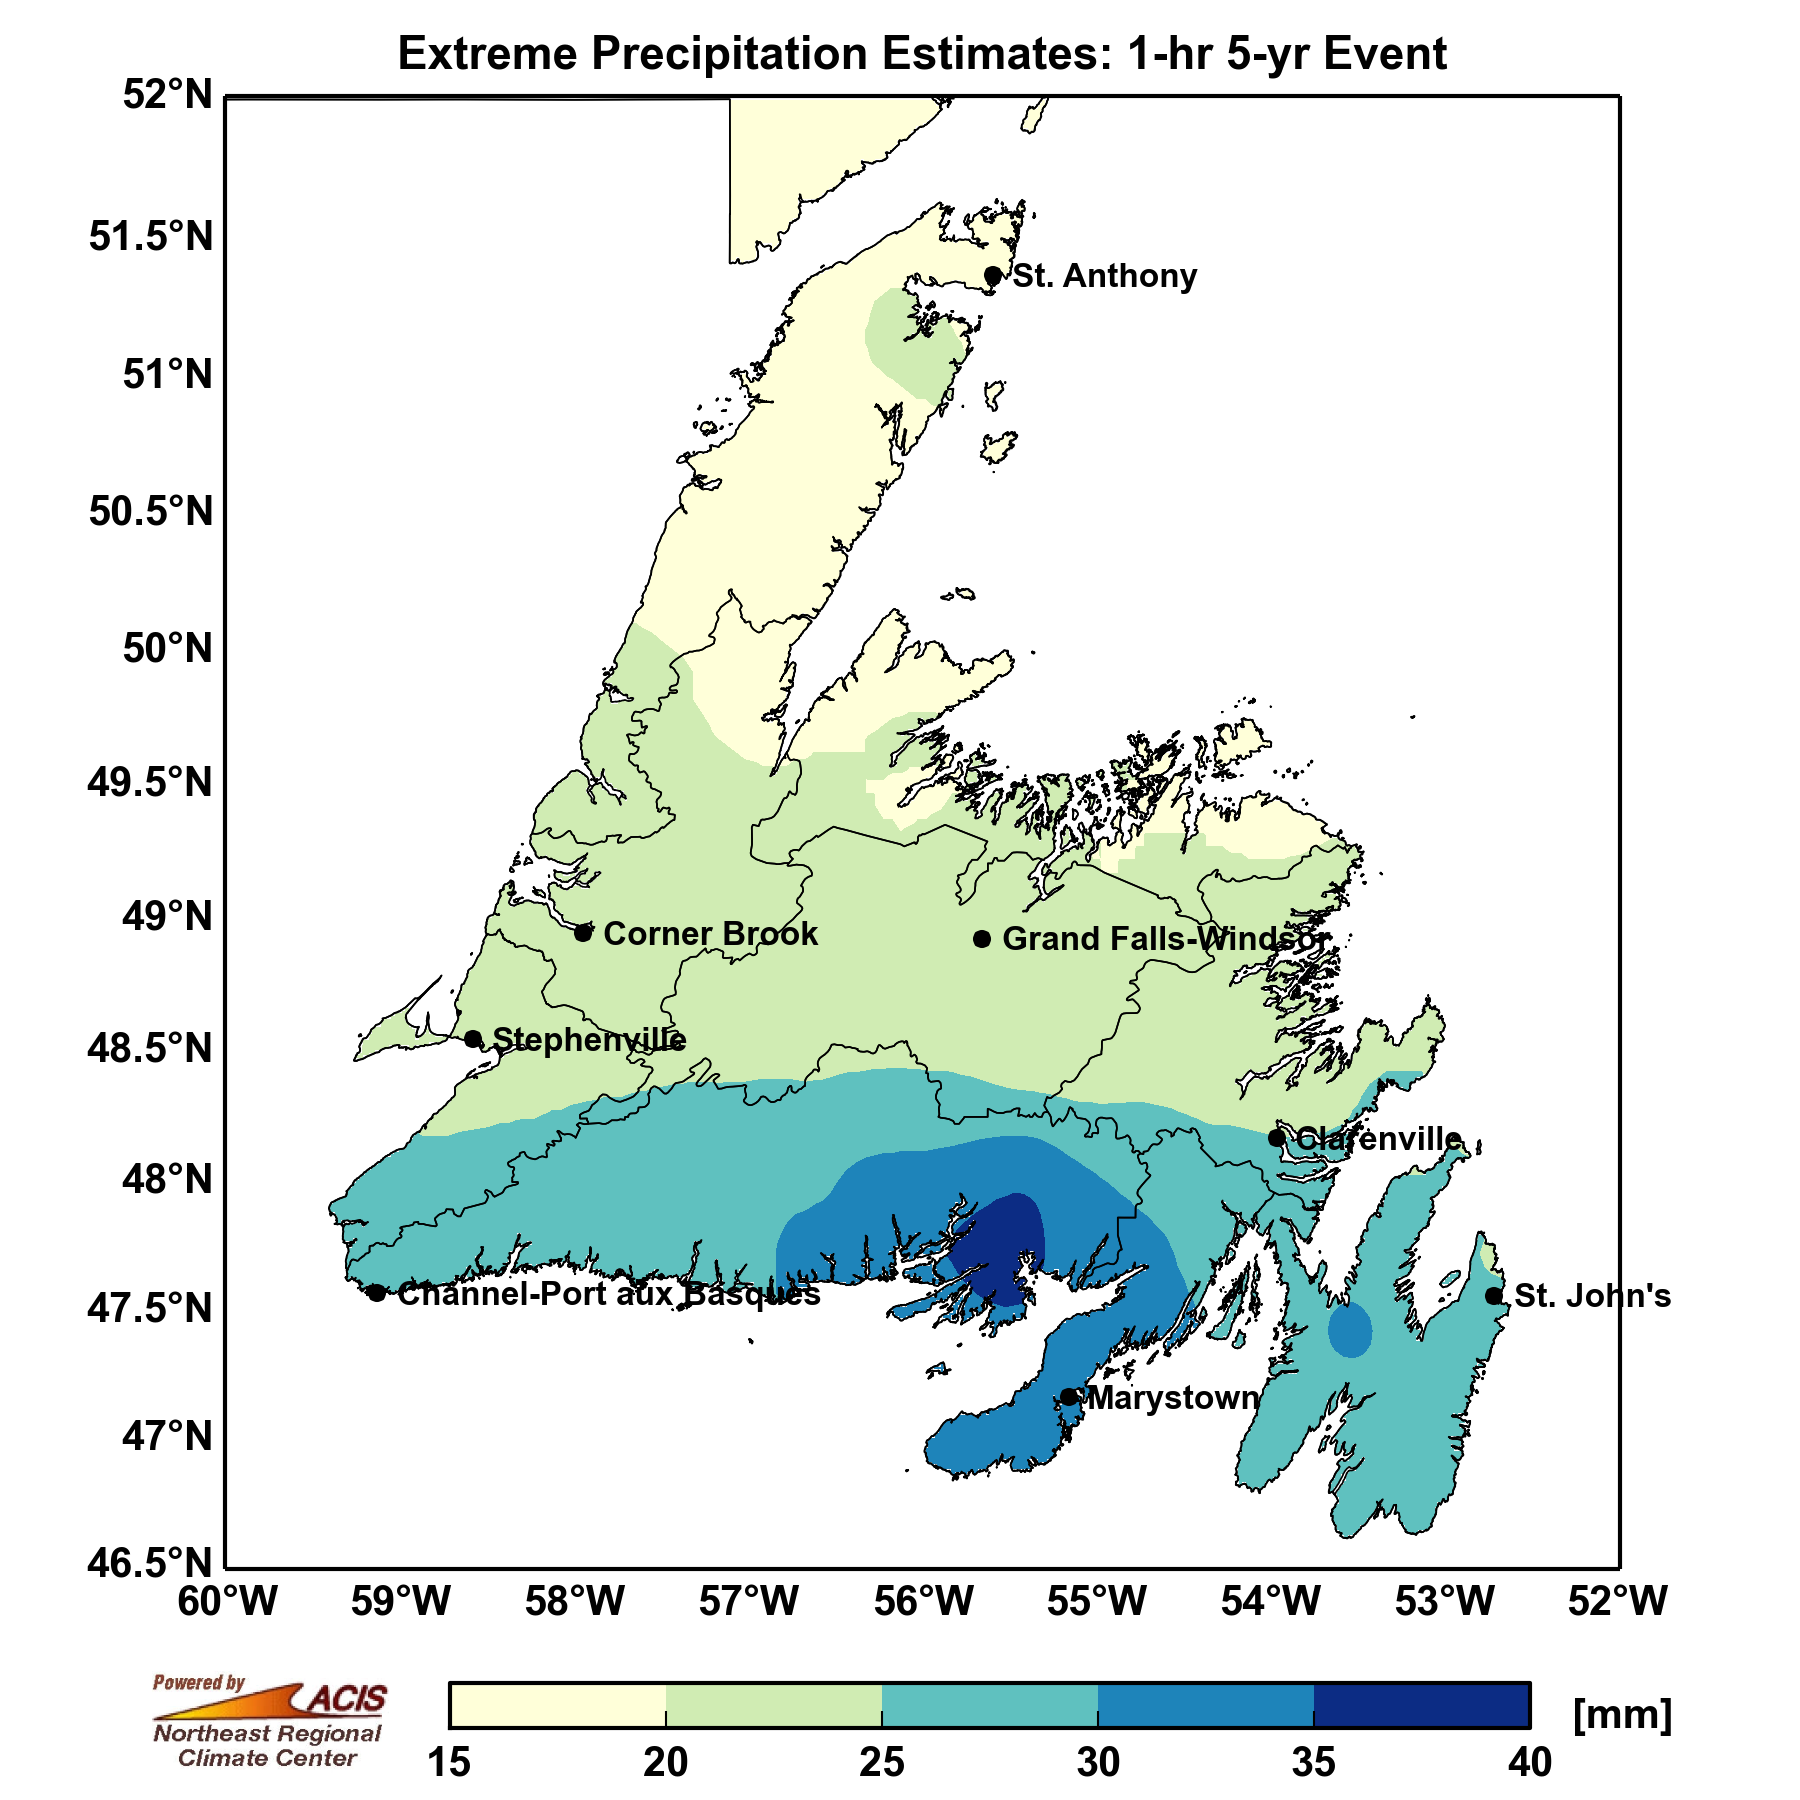 Extreme Precipitation Estimates: 1-hr 5-yr Event
52°N
51.5°N
51°N
50.5°N
50°N
49.5°N
49°N
48.5°N
48°N
47.5°N
47°N
46.5°N
St. Anthony
Corner Brook
Grand Falls-Windsor
Stephenville
Clarenville
Channel-Port aux Basques
St. John's
Marystown
60°W 59°W 58°W 57°W 56°W 55°W 54°W 53°W 52°W
Powered by
ACIS
Northeast Regional
Climate Center
[mm]
15 20 25 30 35 40